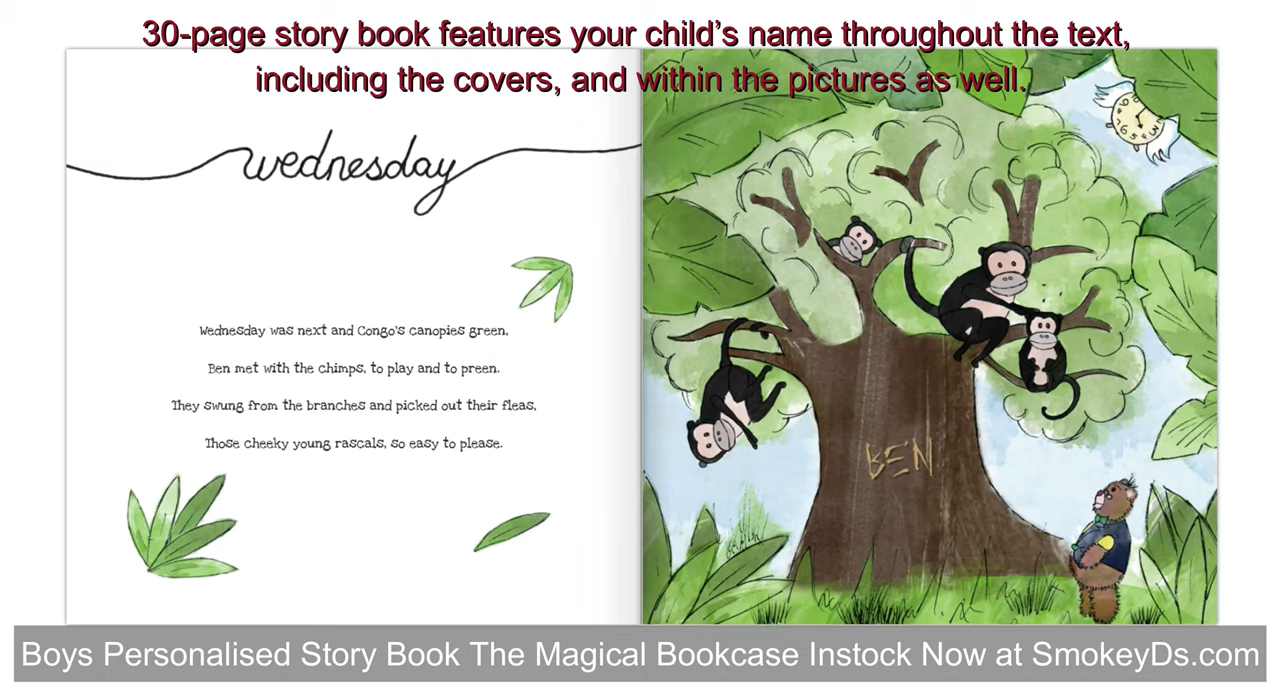 30-page story book features your child's name throughout the text,
including the covers, and within the pictures as well.
wednesday
Wednesday was next and Congo's canopies green,
Ben met with the chimps, to play and to preen.
They swung from the branches and picked out their fleas,
Those cheeky young rascals, so easy to please.
BEN
Boys Personalised Story Book The Magical Bookcase Instock Now at SmokeyDs.com